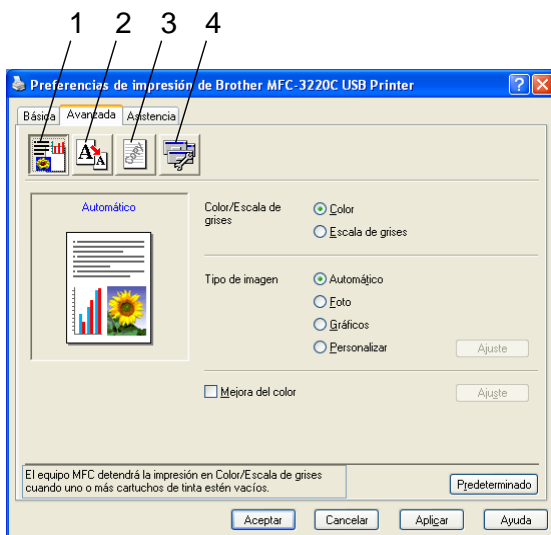 1 2 3 4
Preferencias de impresión de Brother MFC-3220C USB Printer
Básica Avanzada Asistencia
A A
Automático
Color/Escala de grises
Color
Escala de grises
Tipo de imagen
Automático
Foto
Gráficos
Personalizar
Ajuste
Mejora del color
Ajuste
El equipo MFC detendrá la impresión en Color/Escala de grises
cuando uno o más cartuchos de tinta estén vacíos.
Predeterminado
Aceptar Cancelar Aplicar Ayuda